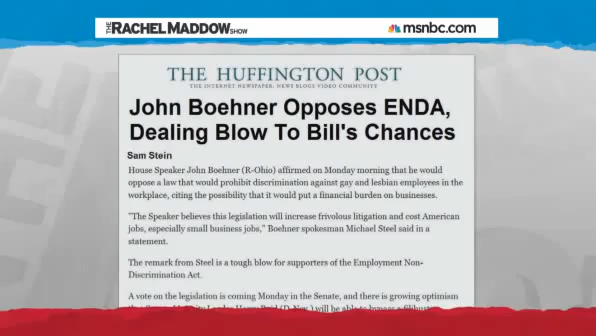 THE RACHEL MADDOW SHOW
msnbc.com
THE HUFFINGTON POST
THE INTERNET NEWSPAPER: NEWS BLOGS VIDEO COMMUNITY
John Boehner Opposes ENDA,
Dealing Blow To Bill's Chances
Sam Stein
House Speaker John Boehner (R-Ohio) affirmed on Monday morning that he would
oppose a law that would prohibit discrimination against gay and lesbian employees in the
workplace, citing the possibility that it would put a financial burden on businesses.
"The Speaker believes this legislation will increase frivolous litigation and cost American
jobs, especially small business jobs," Boehner spokesman Michael Steel said in a
statement.
The remark from Steel is a tough blow for supporters of the Employment Non-
Discrimination Act.
A vote on the legislation is coming Monday in the Senate, and there is growing optimism
will be able to bypass a